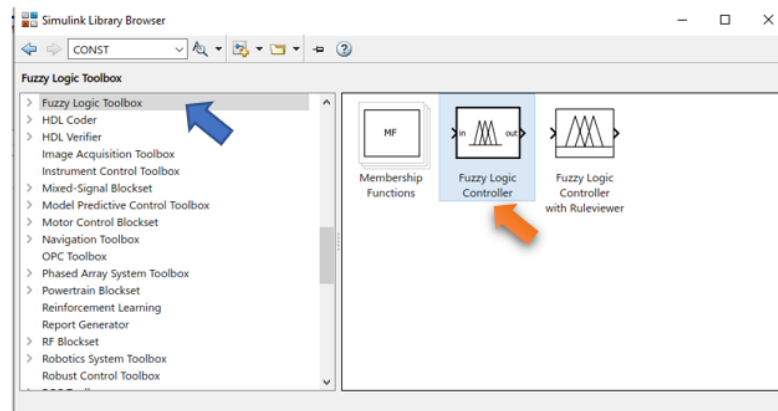 Simulink Library Browser
CONST
Fuzzy Logic Toolbox
Fuzzy Logic Toolbox
HDL Coder
HDL Verifier
Image Acquisition Toolbox
Instrument Control Toolbox
Mixed-Signal Blockset
Model Predictive Control Toolbox
Motor Control Blockset
Navigation Toolbox
OPC Toolbox
Phased Array System Toolbox
Powertrain Blockset
Reinforcement Learning
Report Generator
RF Blockset
Robotics System Toolbox
Robust Control Toolbox
MF
Membership
Functions
in out
Fuzzy Logic
Controller
Fuzzy Logic
Controller
with Ruleviewer